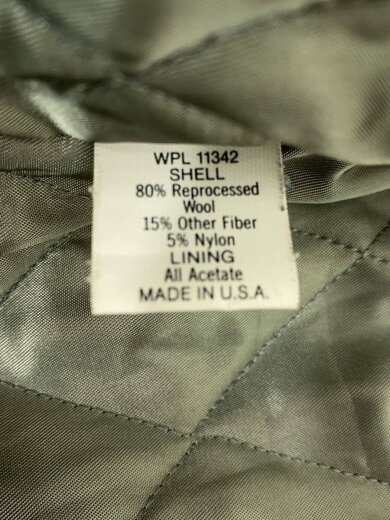 WPL 11342
SHELL
80% Reprocessed
Wool
15% Other Fiber
5% Nylon
LINING
All Acetate
MADE IN U.S.A.